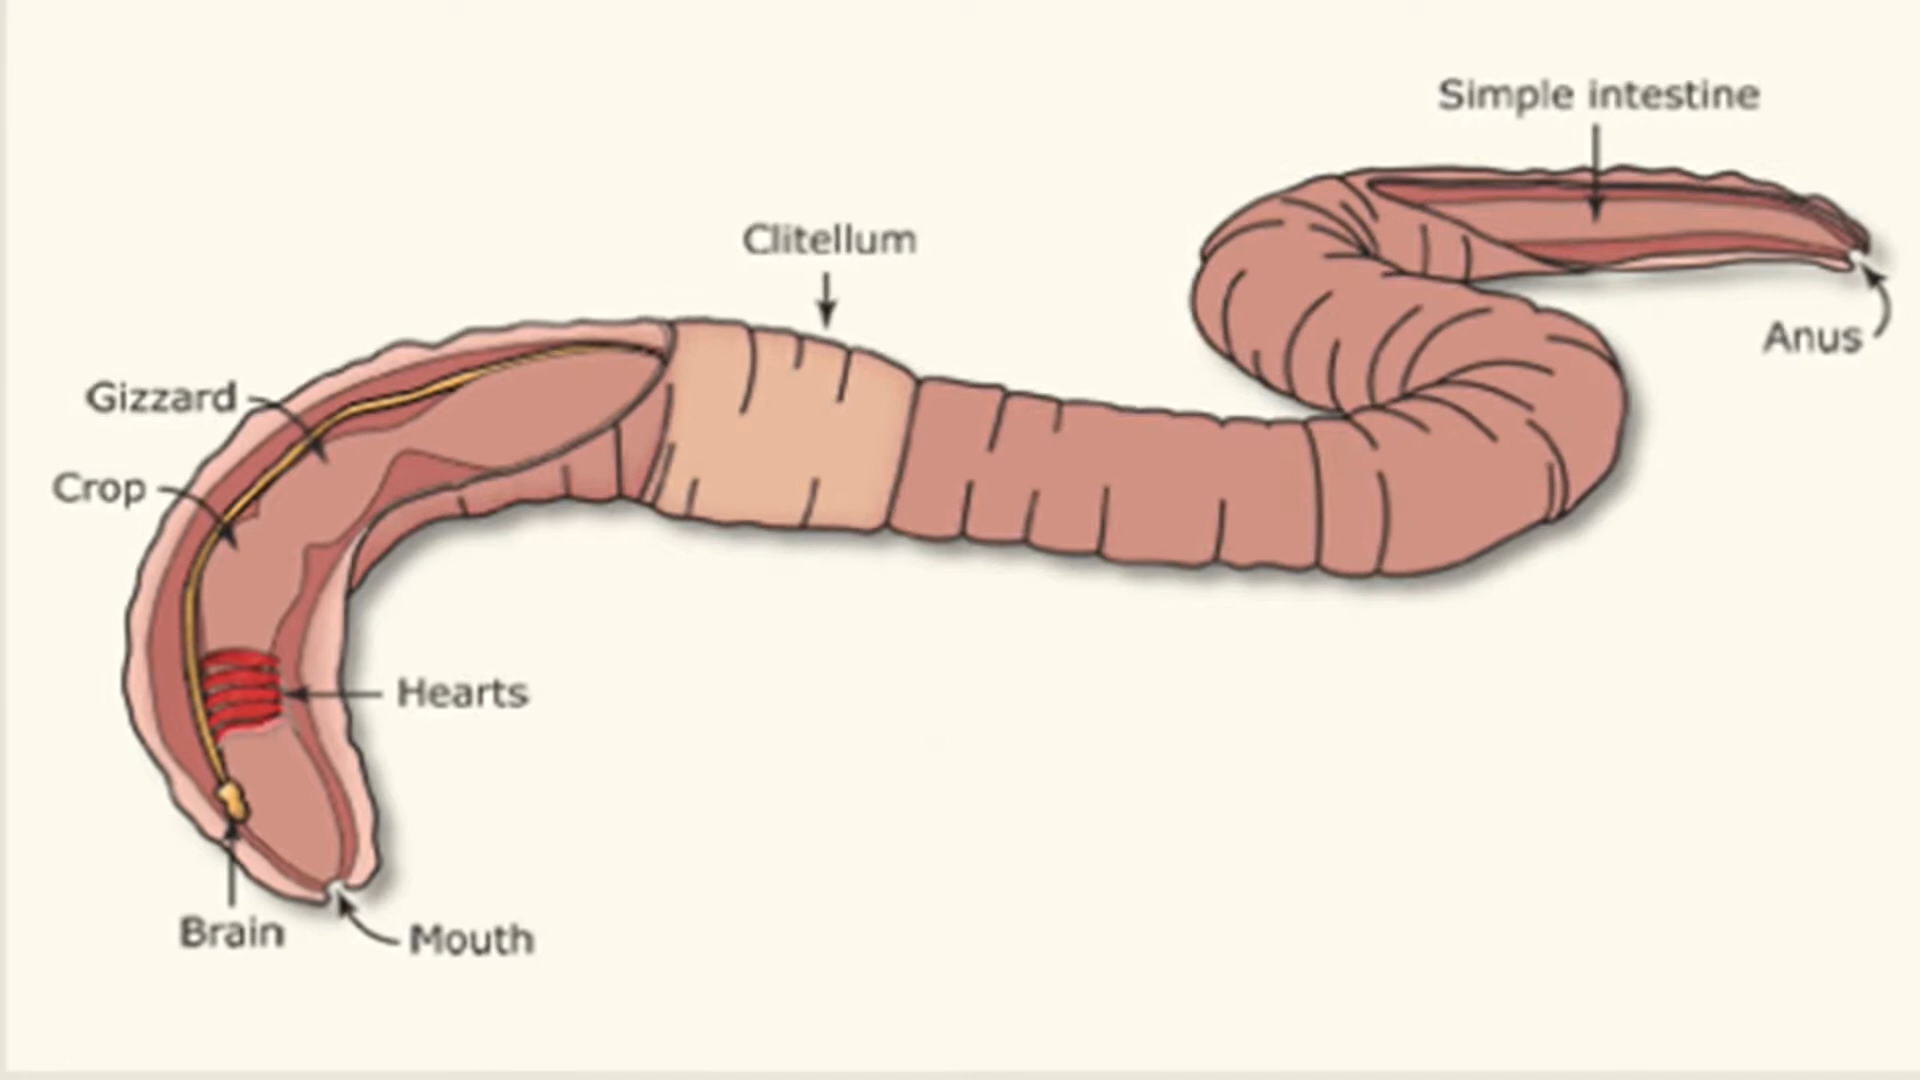 Simple intestine
Clitellum
Anus
Gizzard
Crop
Hearts
Brain
Mouth